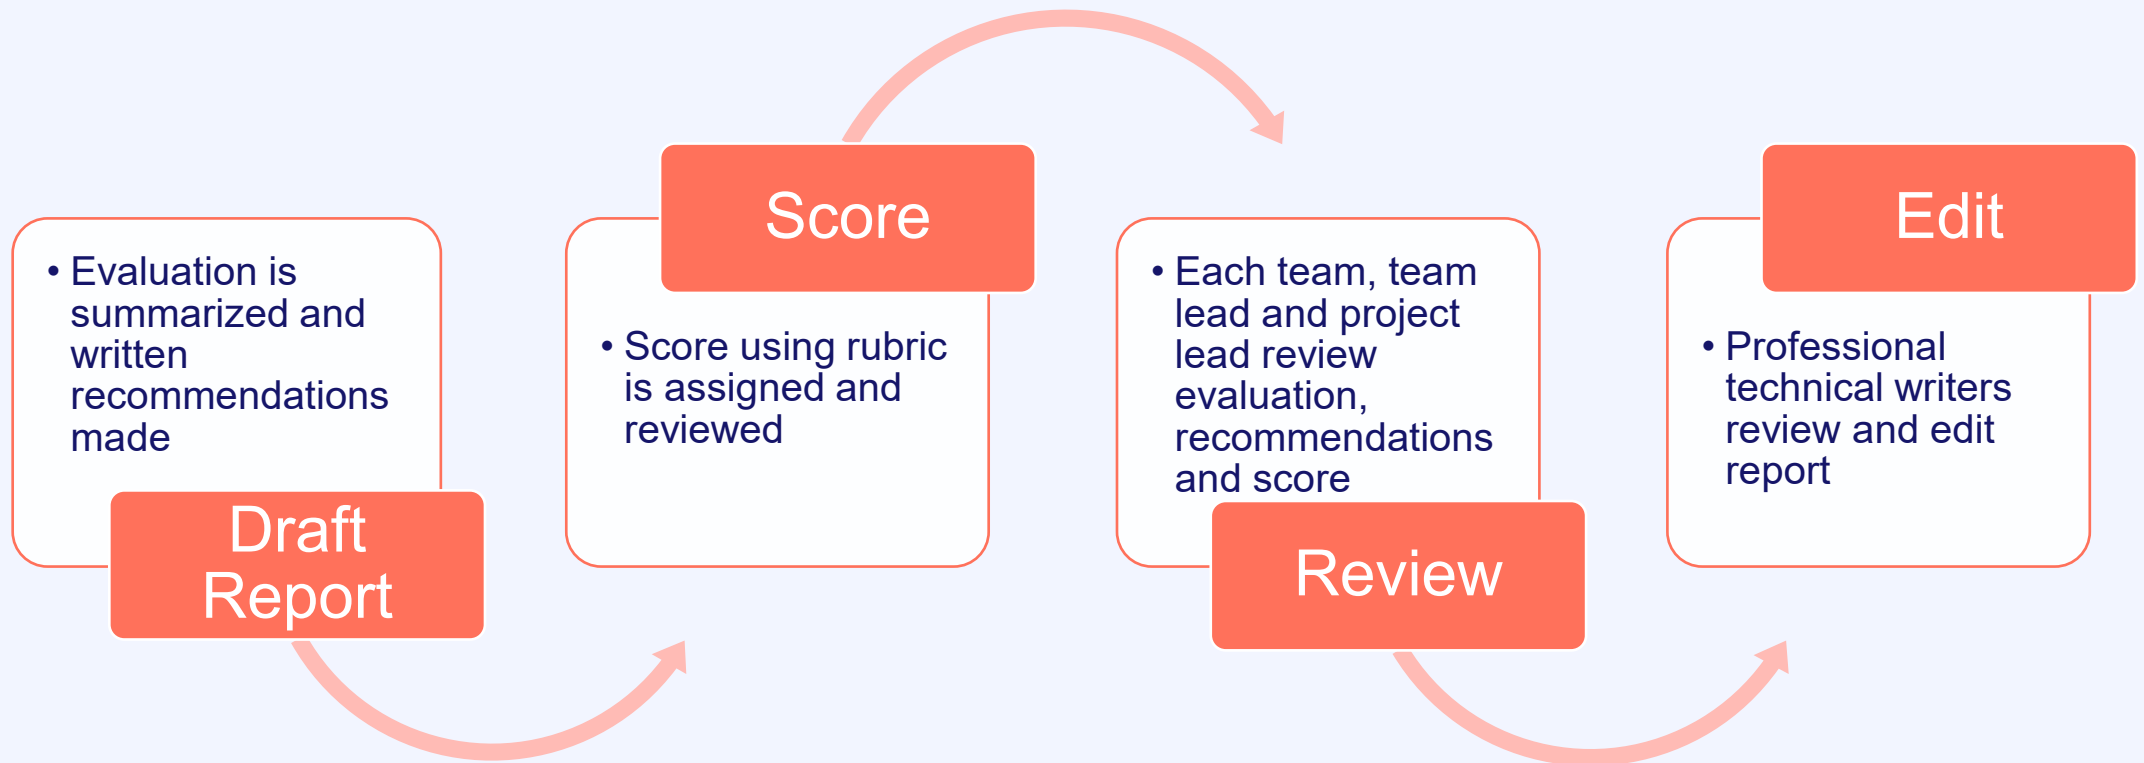 • Evaluation is
summarized and
written
recommendations
made
Draft
Report
Score
• Score using rubric
is assigned and
reviewed
• Each team, team
lead and project
lead review
evaluation,
recommendations
and score
Review
Edit
• Professional
technical writers
review and edit
report